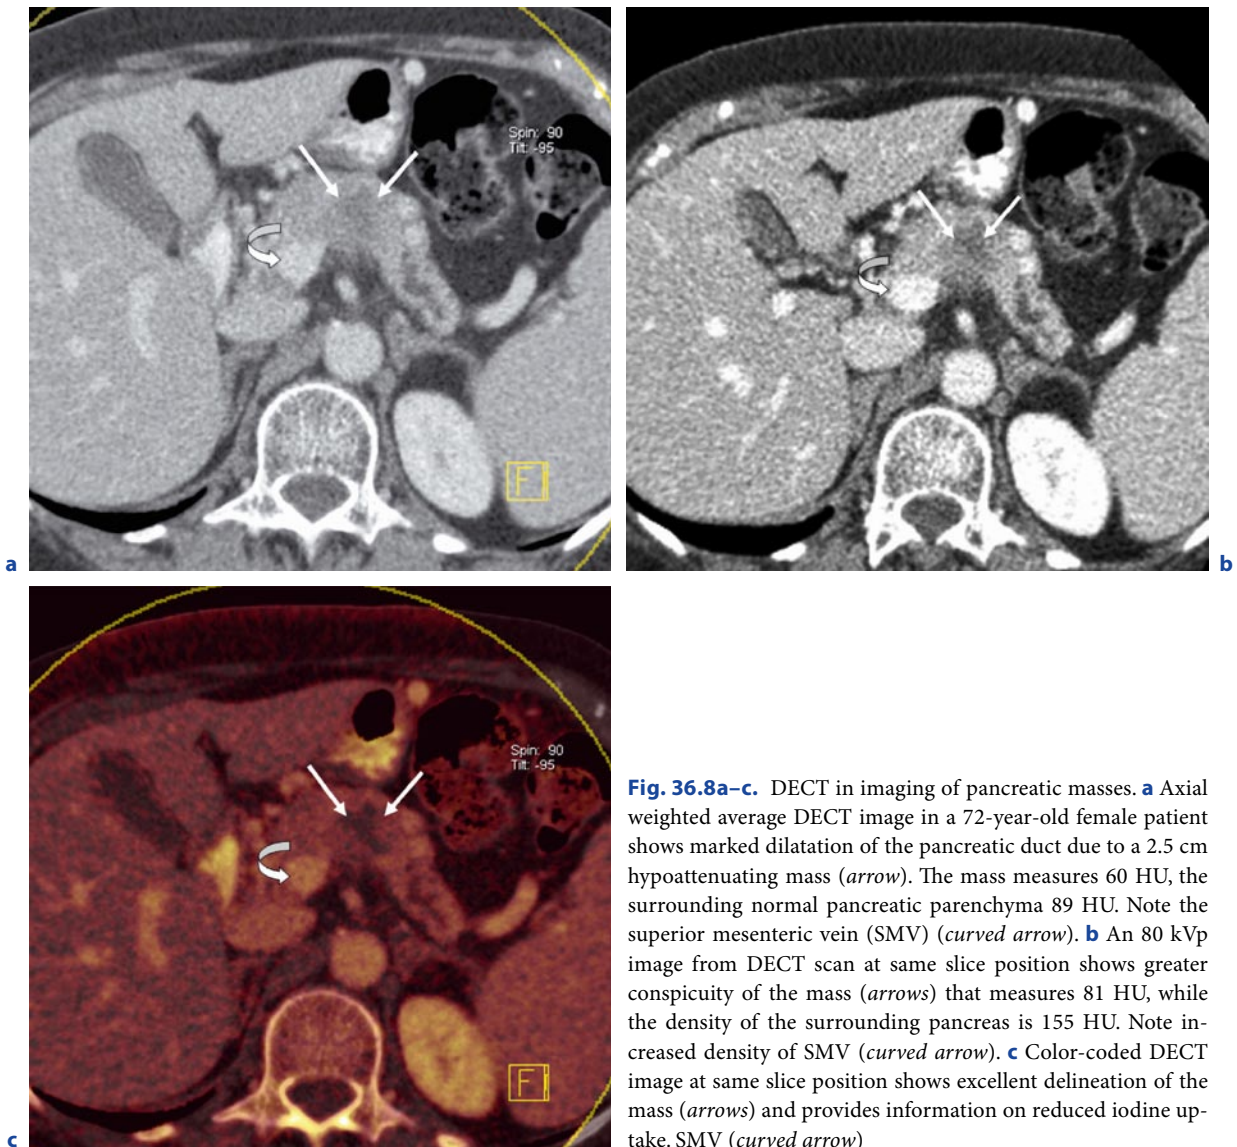 Spin: 90
Tilt: -95
F
a
b
Spin: 90
Tilt: -95
F
c
Fig. 36.8a–c. DECT in imaging of pancreatic masses. a Axial
weighted average DECT image in a 72-year-old female patient
shows marked dilatation of the pancreatic duct due to a 2.5 cm
hypoattenuating mass (arrow). The mass measures 60 HU, the
surrounding normal pancreatic parenchyma 89 HU. Note the
superior mesenteric vein (SMV) (curved arrow). b An 80 kVp
image from DECT scan at same slice position shows greater
conspicuity of the mass (arrows) that measures 81 HU, while
the density of the surrounding pancreas is 155 HU. Note in-
creased density of SMV (curved arrow). c Color-coded DECT
image at same slice position shows excellent delineation of the
mass (arrows) and provides information on reduced iodine up-
take. SMV (curved arrow)